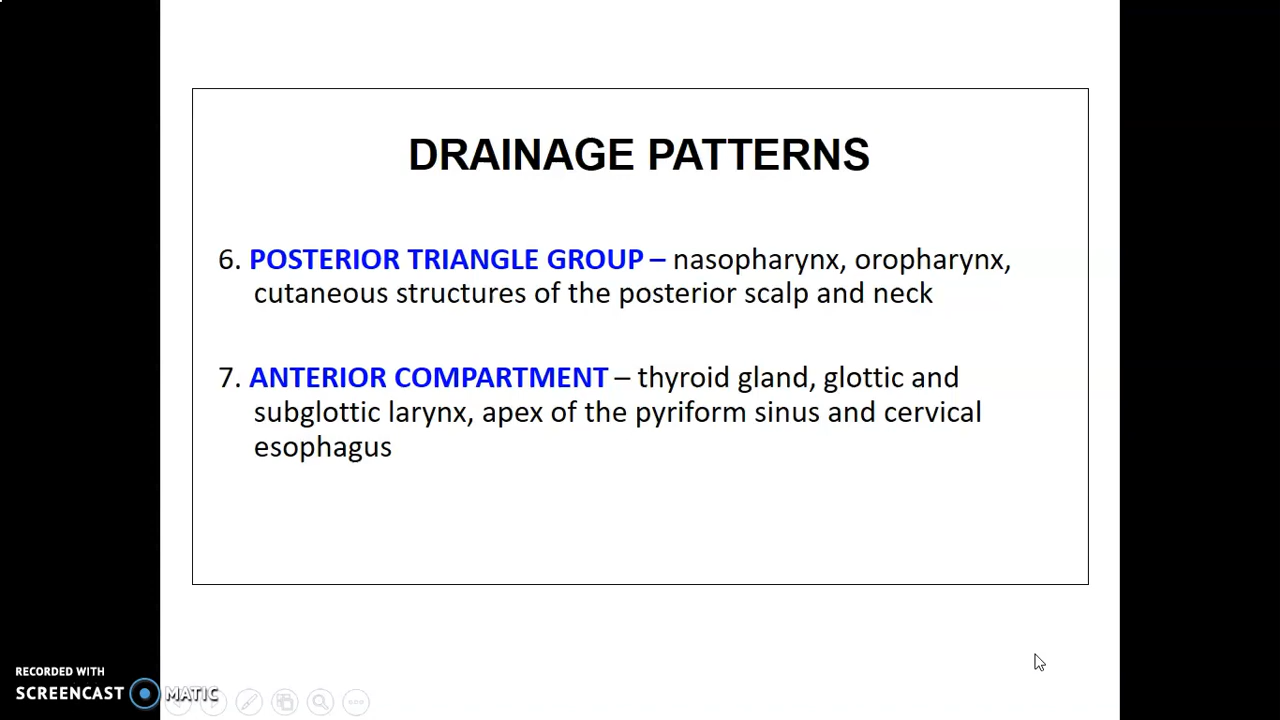 DRAINAGE PATTERNS
6. POSTERIOR TRIANGLE GROUP – nasopharynx, oropharynx,
cutaneous structures of the posterior scalp and neck
7. ANTERIOR COMPARTMENT – thyroid gland, glottic and
subglottic larynx, apex of the pyriform sinus and cervical
esophagus
RECORDED WITH
SCREENCAST MATIC